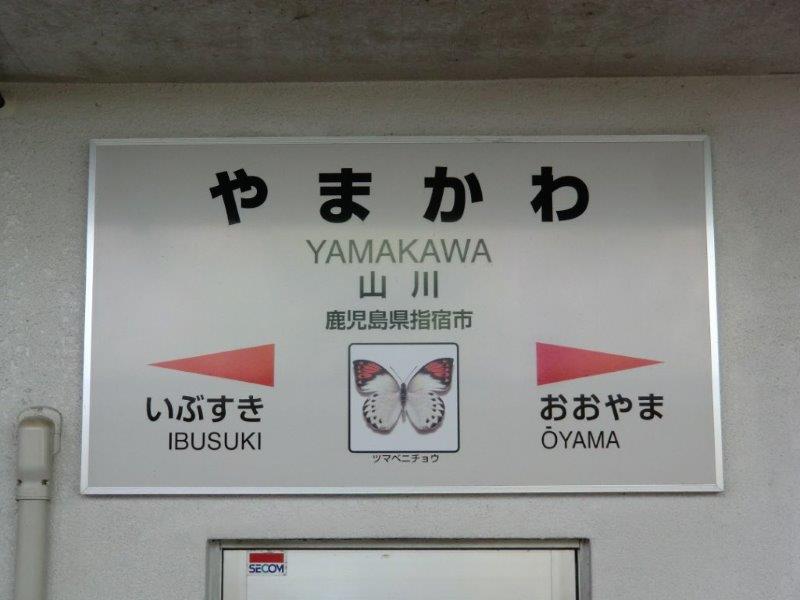 やまかわ
YAMAKAWA
山川
鹿児島県指宿市
いぶすき
IBUSUKI
おおやま
ŌYAMA
ツマベニチョウ
SECOM